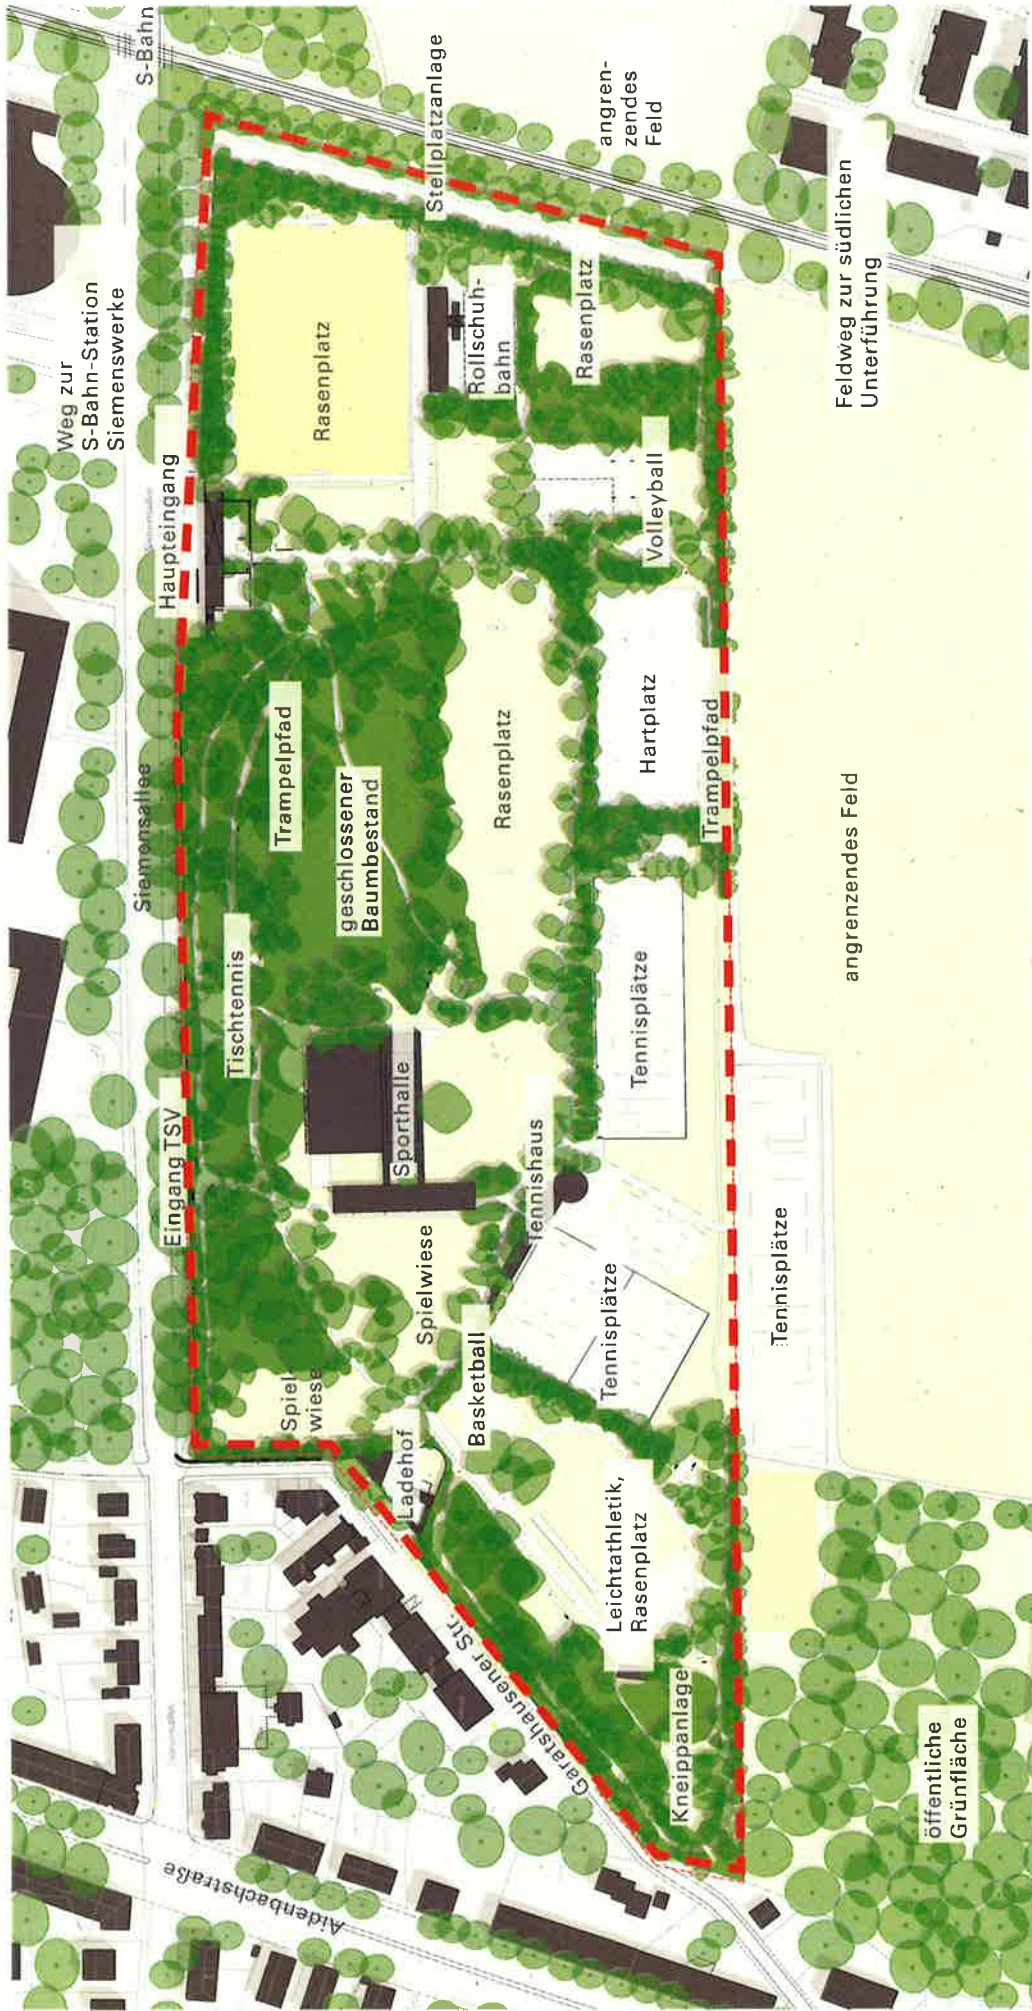 S-Bahn
Stellplatzanlage
angren-
zendes
Feld
Feldweg zur südlichen
Unterführung
Weg zur
S-Bahn-Station
Siemenswerke
Haupteingang
Rasenplatz
Rollschuh-
bahn
Rasenplatz
Volleyball
Siemensallee
Trampelpfad
geschlossener
Baumbestand
Rasenplatz
Hartplatz
Trampelpfad
angrenzendes Feld
Eingang TSV
Tischtennis
Sporthalle
Tennishaus
Tennisplätze
Spiel-
wiese
Spielwiese
Basketball
Tennisplätze
Tennisplätze
Ladehof
Leichtathletik,
Rasenplatz
Garatshausener Str.
Kneippanlage
öffentliche
Grünfläche
Aidenbachstraße